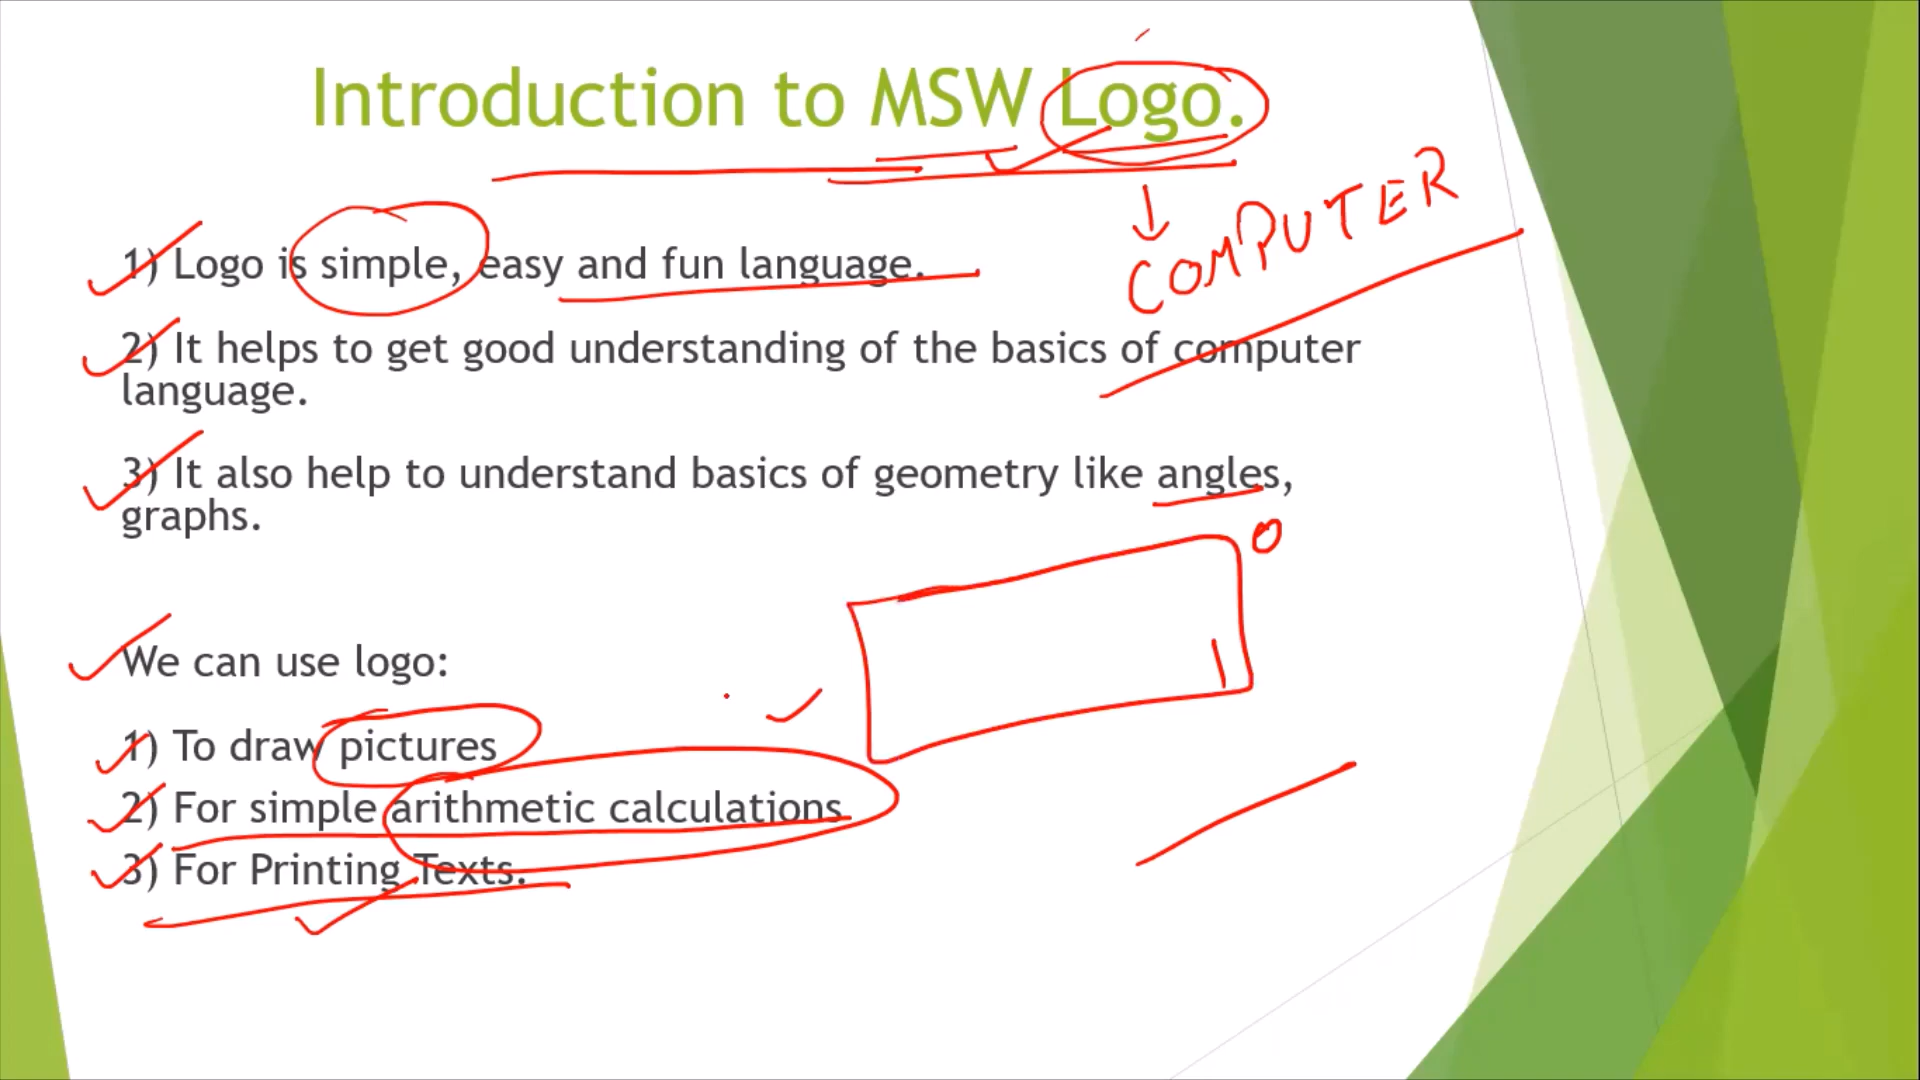 Introduction to MSW Logo.
COMPUTER
1) Logo is simple, easy and fun language.
2) It helps to get good understanding of the basics of computer
language.
3) It also help to understand basics of geometry like angles,
graphs.
0
1
We can use logo:
1) To draw pictures
2) For simple arithmetic calculations
3) For Printing Texts.